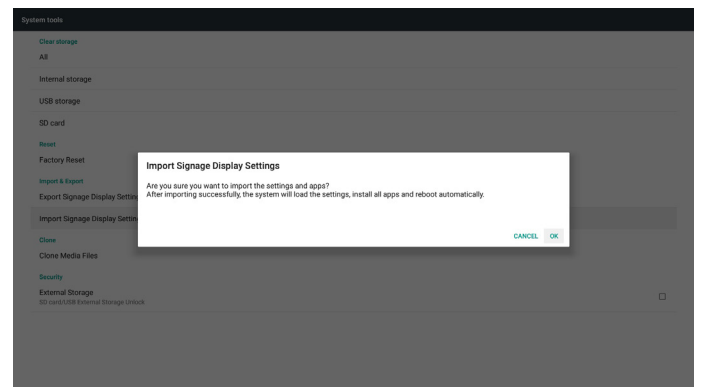 System tools
Clear storage
All
Internal storage
USB storage
SD card
Reset
Factory Reset
Import & Export
Export Signage Display Setting
Import Signage Display Setting
Import Signage Display Settings
Are you sure you want to import the settings and apps?
After importing successfully, the system will load the settings, install all apps and reboot automatically.
CANCEL OK
Clone
Clone Media Files
Security
External Storage
SD card/USB External Storage Unlock